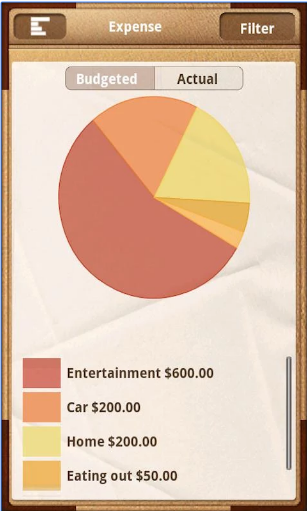 Expense
Filter
Budgeted
Actual
Entertainment $600.00
Car $200.00
Home $200.00
Eating out $50.00